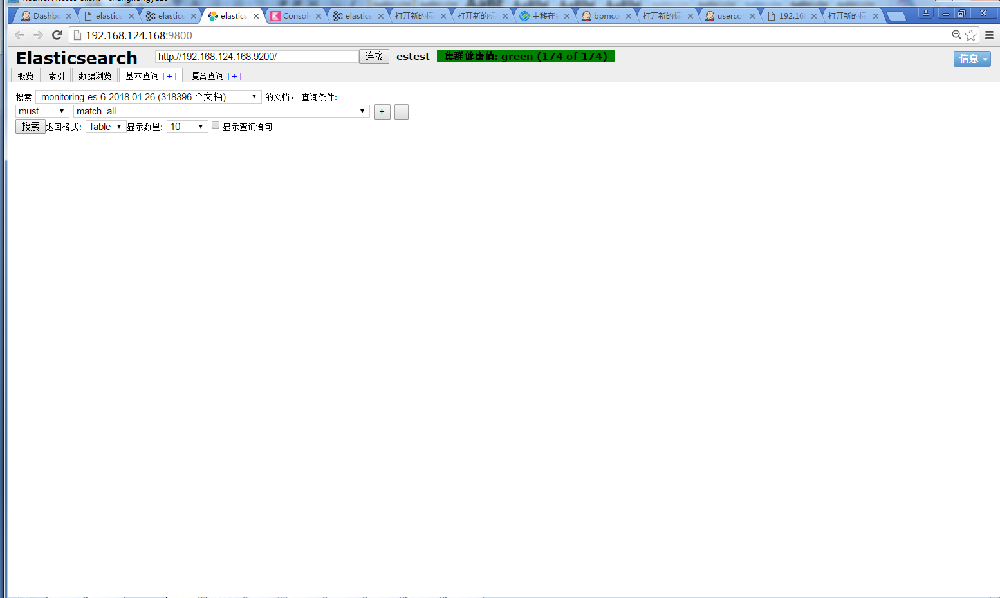 Dashbo elastics elastics elastics Console elastics 打开新的标 打开新的标 中移在线 bpmco 打开新的标 usercor 192.168 打开新的标
192.168.124.168:9800
Elasticsearch http://192.168.124.168:9200/ 连接 estest 集群健康值: green (174 of 174) 信息
概览 索引 数据浏览 基本查询 [+] 复合查询 [+]
搜索 .monitoring-es-6-2018.01.26 (318396 个文档) 的文档， 查询条件:
must match_all + -
搜索 返回格式: Table 显示数量: 10 显示查询语句